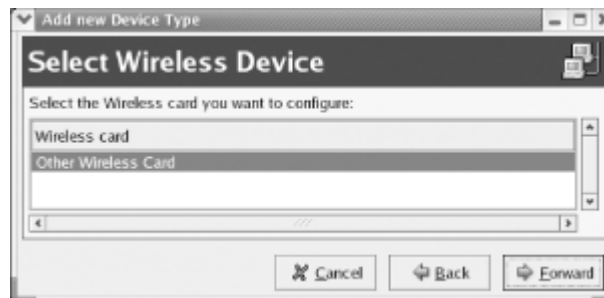 Add new Device Type
Select Wireless Device
Select the Wireless card you want to configure:
Wireless card
Other Wireless Card
Cancel
Back
Forward